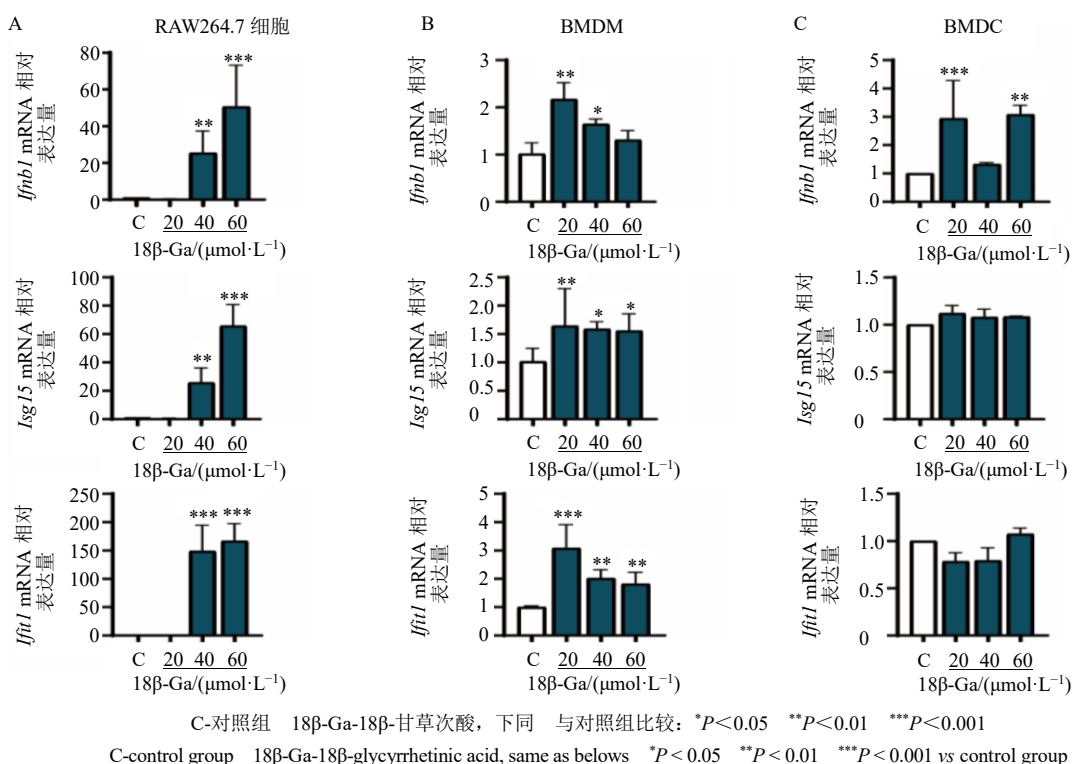 A RAW264.7 细胞
Ifnb1 mRNA 相对
表达量
80
60
40
20
0
** ***
C 20 40 60
18β-Ga/(μmol·L⁻¹)
B BMDM
Ifnb1 mRNA 相对
表达量
3
2
1
0
** *
C 20 40 60
18β-Ga/(μmol·L⁻¹)
C BMDC
Ifnb1 mRNA 相对
表达量
5
4
3
2
1
0
*** **
C 20 40 60
18β-Ga/(μmol·L⁻¹)
Isg15 mRNA 相对
表达量
100
80
60
40
20
0
** ***
C 20 40 60
18β-Ga/(μmol·L⁻¹)
Isg15 mRNA 相对
表达量
2.5
2.0
1.5
1.0
0.5
0
** * *
C 20 40 60
18β-Ga/(μmol·L⁻¹)
Isg15 mRNA 相对
表达量
1.5
1.0
0.5
0
C 20 40 60
18β-Ga/(μmol·L⁻¹)
Ifit1 mRNA 相对
表达量
250
200
150
100
50
0
*** ***
C 20 40 60
18β-Ga/(μmol·L⁻¹)
Ifit1 mRNA 相对
表达量
5
4
3
2
1
0
*** ** **
C 20 40 60
18β-Ga/(μmol·L⁻¹)
Ifit1 mRNA 相对
表达量
1.5
1.0
0.5
0
C 20 40 60
18β-Ga/(μmol·L⁻¹)
C-对照组 18β-Ga-18β-甘草次酸，下同 与对照组比较：*P＜0.05 **P＜0.01 ***P＜0.001
C-control group 18β-Ga-18β-glycyrrhetinic acid, same as belows *P < 0.05 **P < 0.01 ***P < 0.001 vs control group